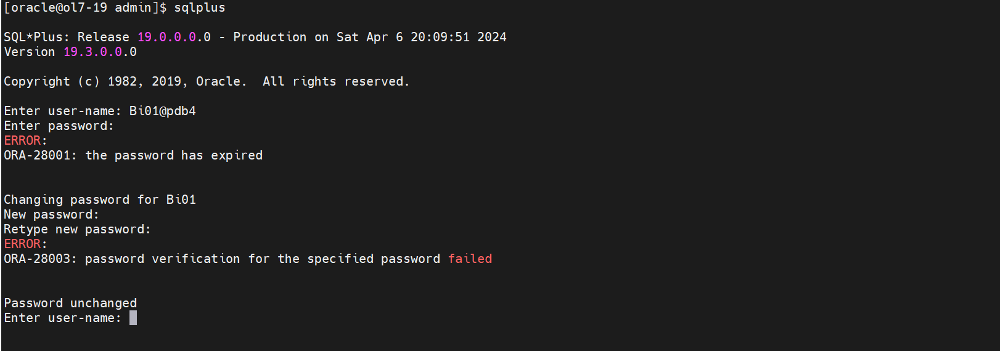 [oracle@ol7-19 admin]$ sqlplus
SQL*Plus: Release 19.0.0.0.0 - Production on Sat Apr 6 20:09:51 2024
Version 19.3.0.0.0
Copyright (c) 1982, 2019, Oracle.  All rights reserved.
Enter user-name: Bi01@pdb4
Enter password:
ERROR:
ORA-28001: the password has expired
Changing password for Bi01
New password:
Retype new password:
ERROR:
ORA-28003: password verification for the specified password failed
Password unchanged
Enter user-name: